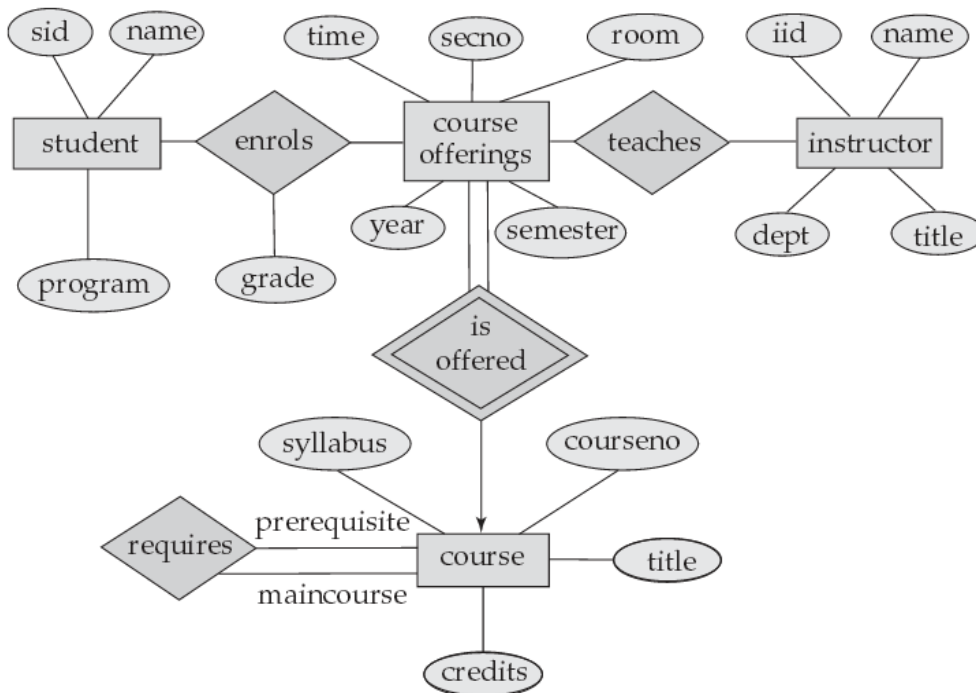 sid
name
time
secno
room
iid
name
student
enrols
course
offerings
teaches
instructor
program
grade
year
semester
dept
title
is
offered
syllabus
courseno
requires
prerequisite
maincourse
course
title
credits